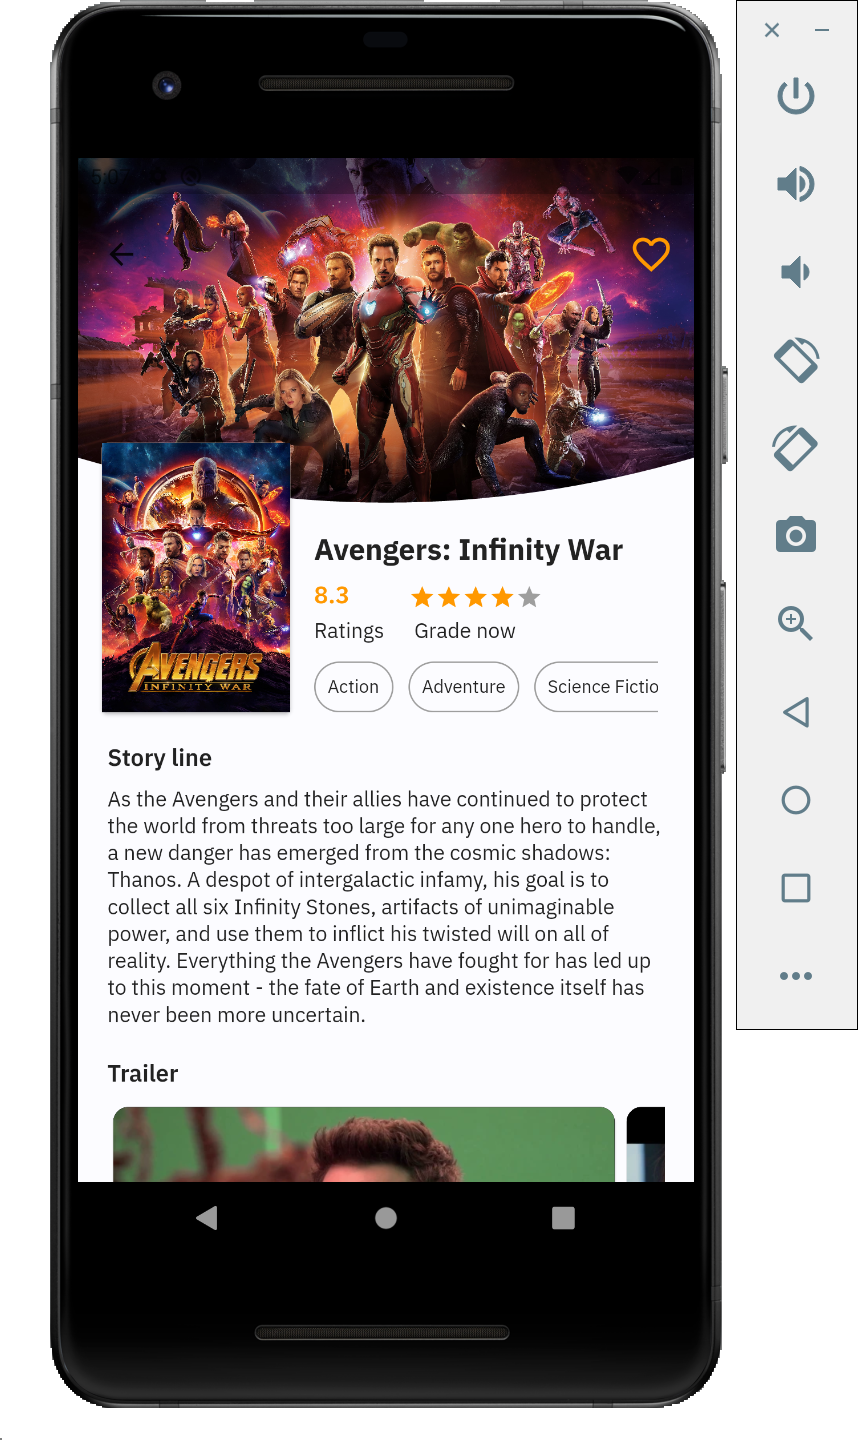 5:07
Avengers: Infinity War
8.3
Ratings Grade now
AVENGERS
INFINITY WAR
Action Adventure Science Fictio
Story line
As the Avengers and their allies have continued to protect
the world from threats too large for any one hero to handle,
a new danger has emerged from the cosmic shadows:
Thanos. A despot of intergalactic infamy, his goal is to
collect all six Infinity Stones, artifacts of unimaginable
power, and use them to inflict his twisted will on all of
reality. Everything the Avengers have fought for has led up
to this moment - the fate of Earth and existence itself has
never been more uncertain.
Trailer